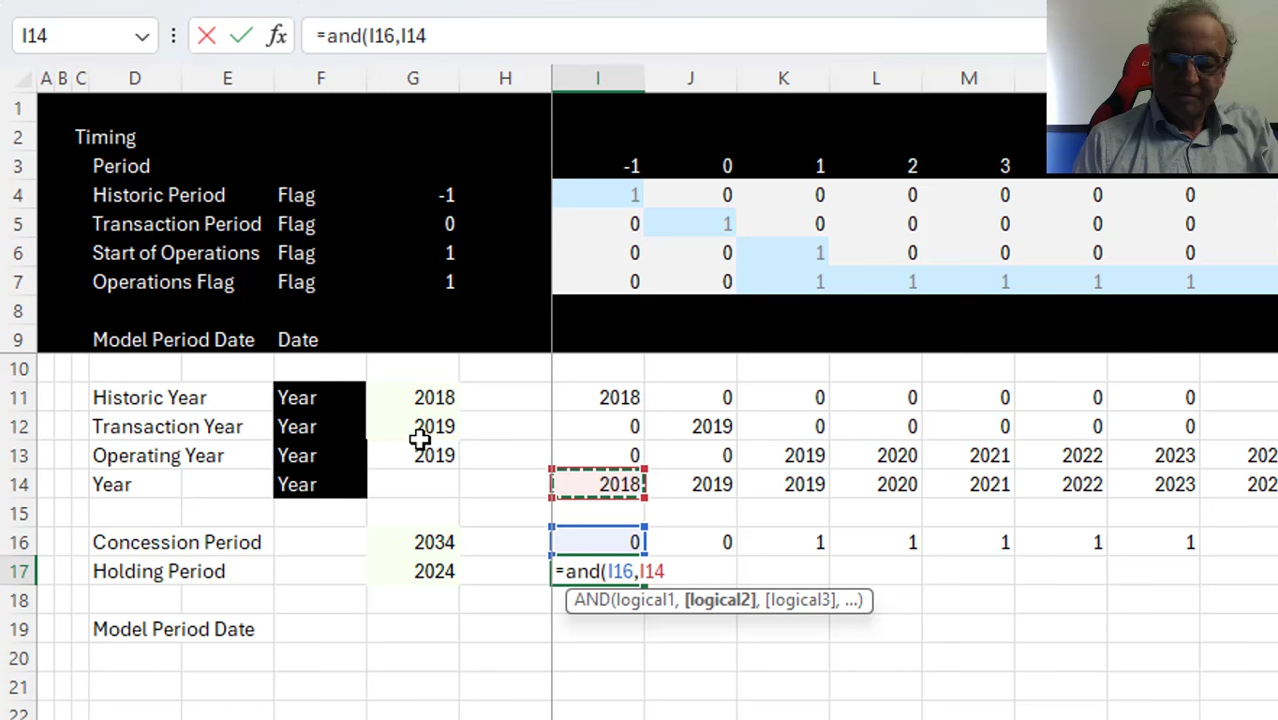 I14 =and(I16,I14
A B C D E F G H I J K L M
1
2 Timing
3 Period -1 0 1 2 3
4 Historic Period Flag -1 1 0 0 0 0 0 0
5 Transaction Period Flag 0 0 1 0 0 0 0 0
6 Start of Operations Flag 1 0 0 1 0 0 0 0
7 Operations Flag Flag 1 0 0 1 1 1 1 1
8
9 Model Period Date Date
10
11 Historic Year Year 2018 2018 0 0 0 0 0 0
12 Transaction Year Year 2019 0 2019 0 0 0 0 0
13 Operating Year Year 2019 0 0 2019 2020 2021 2022 2023
14 Year Year 2018 2019 2019 2020 2021 2022 2023
15
16 Concession Period 2034 0 0 1 1 1 1 1
17 Holding Period 2024 =and(I16,I14
18 AND(logical1, [logical2], [logical3], ...)
19 Model Period Date
20
21
22